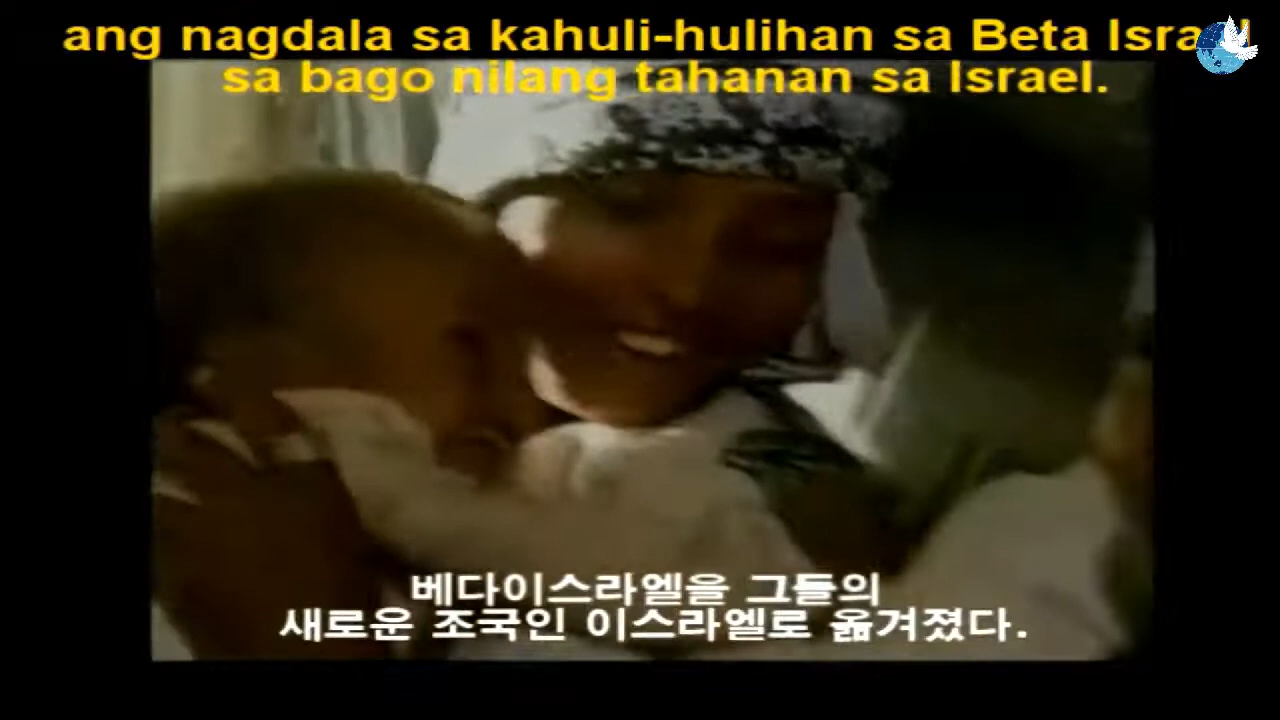 ang nagdala sa kahuli-hulihan sa Beta Israel
sa bago nilang tahanan sa Israel.
베다이스라엘을 그들의
새로운 조국인 이스라엘로 옮겨졌다.